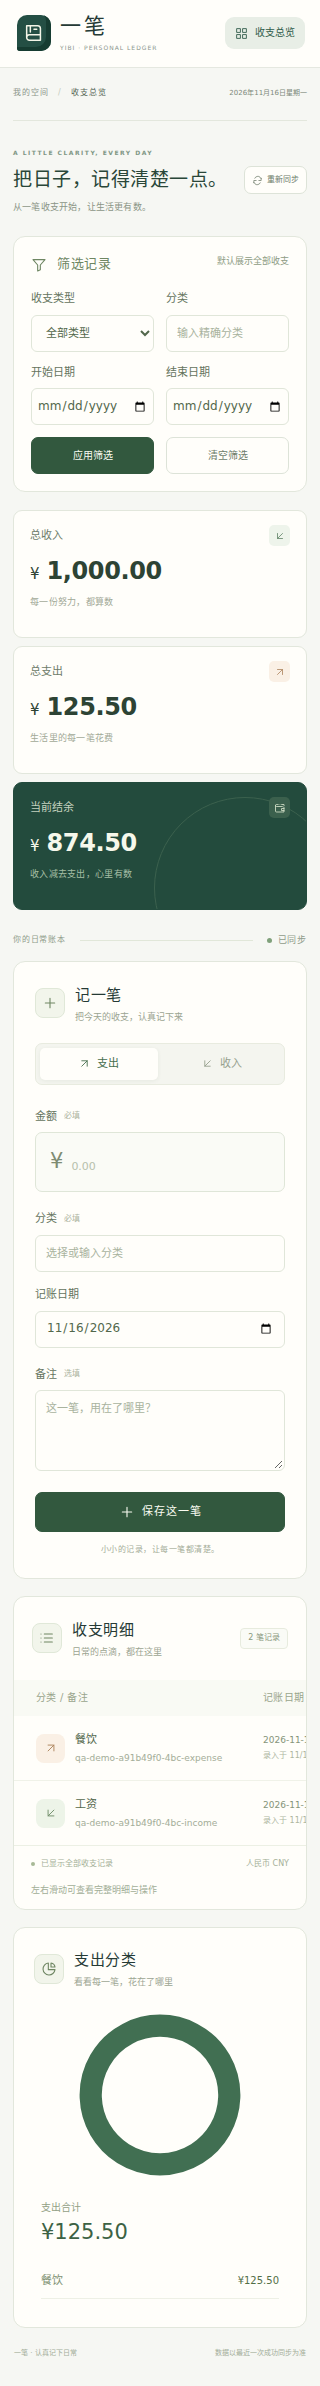 一笔
YIBI · PERSONAL LEDGER
收支总览
我的空间 / 收支总览
2026年11月16日星期一
A LITTLE CLARITY, EVERY DAY
把日子，记得清楚一点。
重新同步
从一笔收支开始，让生活更有数。
筛选记录
默认展示全部收支
收支类型 分类
全部类型 输入精确分类
开始日期 结束日期
mm/dd/yyyy mm/dd/yyyy
应用筛选 清空筛选
总收入
¥ 1,000.00
每一份努力，都算数
总支出
¥ 125.50
生活里的每一笔花费
当前结余
¥ 874.50
收入减去支出，心里有数
你的日常账本 已同步
记一笔
把今天的收支，认真记下来
支出 收入
金额 必填
¥ 0.00
分类 必填
选择或输入分类
记账日期
11/16/2026
备注 选填
这一笔，用在了哪里？
保存这一笔
小小的记录，让每一笔都清楚。
收支明细
日常的点滴，都在这里
2 笔记录
分类 / 备注 记账日期
餐饮 2026-11-
qa-demo-a91b49f0-4bc-expense 录入于 11/1
工资 2026-11-
qa-demo-a91b49f0-4bc-income 录入于 11/1
已显示全部收支记录 人民币 CNY
左右滑动可查看完整明细与操作
支出分类
看看每一笔，花在了哪里
支出合计
¥125.50
餐饮 ¥125.50
一笔 · 认真记下日常 数据以最近一次成功同步为准